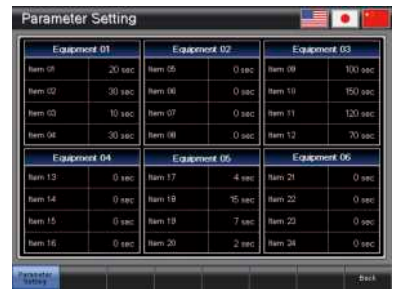 Parameter Setting
Equipment 01 Equipment 02 Equipment 03
Item 01 20 sec Item 05 0 sec Item 09 100 sec
Item 02 30 sec Item 06 0 sec Item 10 150 sec
Item 03 10 sec Item 07 0 sec Item 11 120 sec
Item 04 30 sec Item 08 0 sec Item 12 70 sec
Equipment 04 Equipment 05 Equipment 06
Item 13 0 sec Item 17 4 sec Item 21 0 sec
Item 14 0 sec Item 18 15 sec Item 22 0 sec
Item 15 0 sec Item 19 7 sec Item 23 0 sec
Item 16 0 sec Item 20 2 sec Item 24 0 sec
Parameter Back
Setting